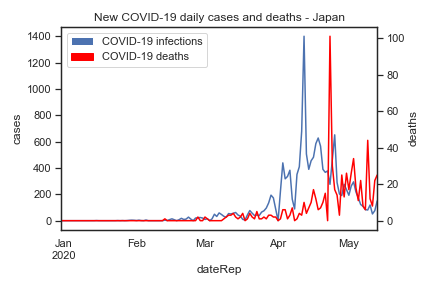 New COVID-19 daily cases and deaths - Japan
COVID-19 infections
COVID-19 deaths
1400
1200
1000
800
600
400
200
0
cases
100
80
60
40
20
0
deaths
Jan Feb Mar Apr May
2020
dateRep